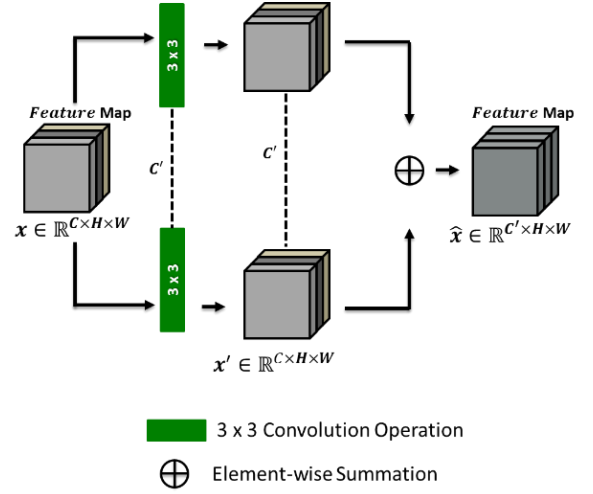 3 x 3
Feature Map
Feature Map
C'
C'
x ∈ ℝ^{C×H×W}
x̂ ∈ ℝ^{C'×H×W}
3 x 3
x' ∈ ℝ^{C×H×W}
3 x 3 Convolution Operation
Element-wise Summation